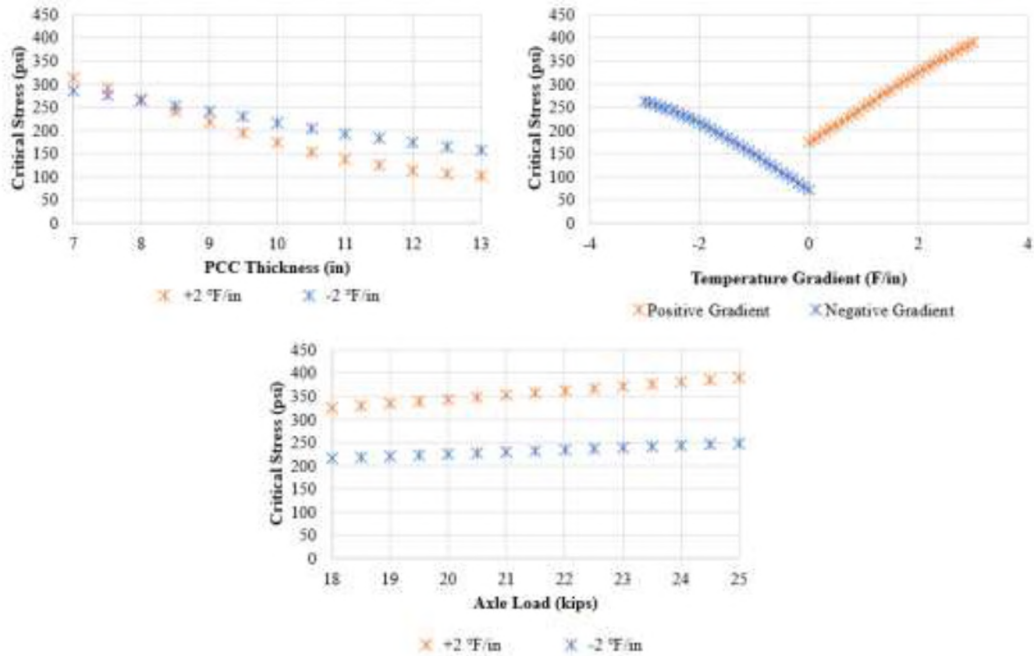 450
400
350
300
250
200
150
100
50
0
Critical Stress (psi)
7 8 9 10 11 12 13
PCC Thickness (in)
+2 °F/in -2 °F/in
450
400
350
300
250
200
150
100
50
0
Critical Stress (psi)
-4 -2 0 2 4
Temperature Gradient (F/in)
Positive Gradient Negative Gradient
450
400
350
300
250
200
150
100
50
0
Critical Stress (psi)
18 19 20 21 22 23 24 25
Axle Load (kips)
+2 °F/in -2 °F/in